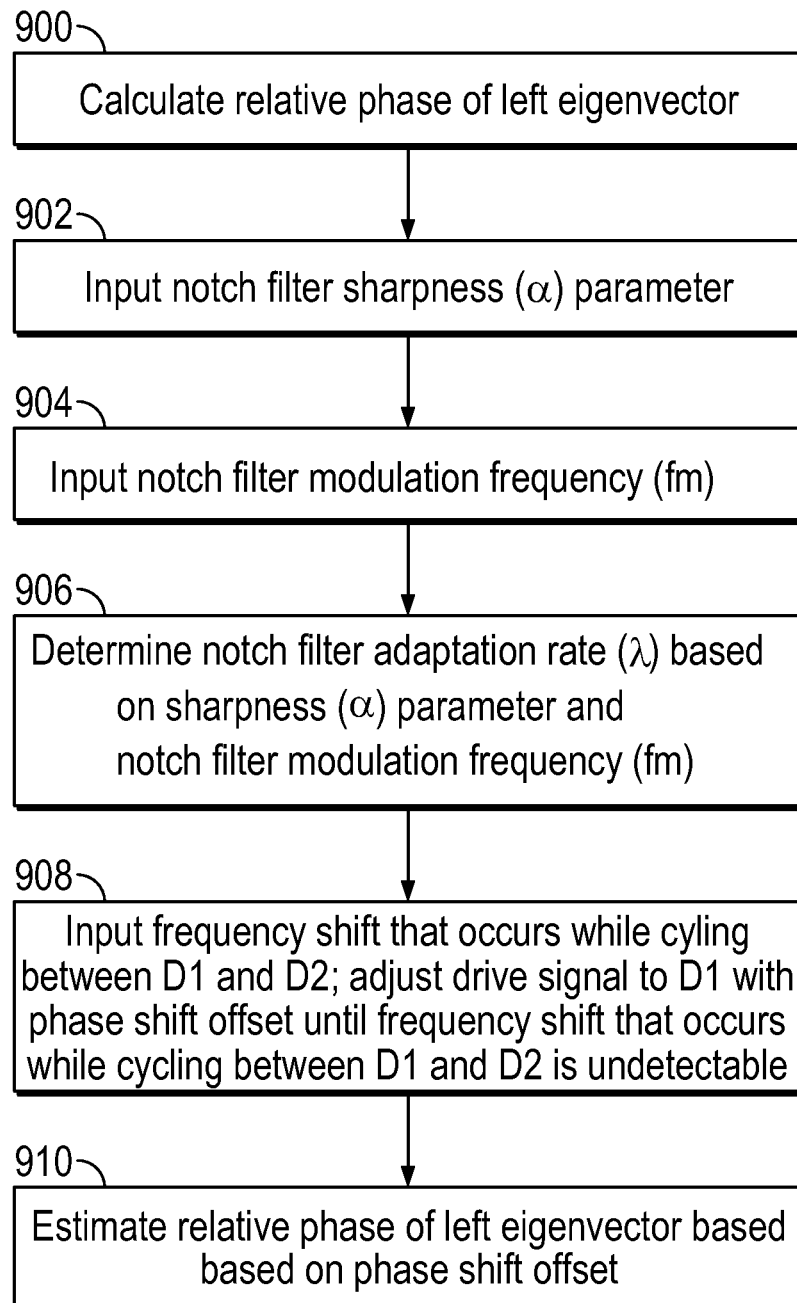 900
Calculate relative phase of left eigenvector
902
Input notch filter sharpness (α) parameter
904
Input notch filter modulation frequency (fm)
906
Determine notch filter adaptation rate (λ) based
on sharpness (α) parameter and
notch filter modulation frequency (fm)
908
Input frequency shift that occurs while cyling
between D1 and D2; adjust drive signal to D1 with
phase shift offset until frequency shift that occurs
while cycling between D1 and D2 is undetectable
910
Estimate relative phase of left eigenvector based
based on phase shift offset